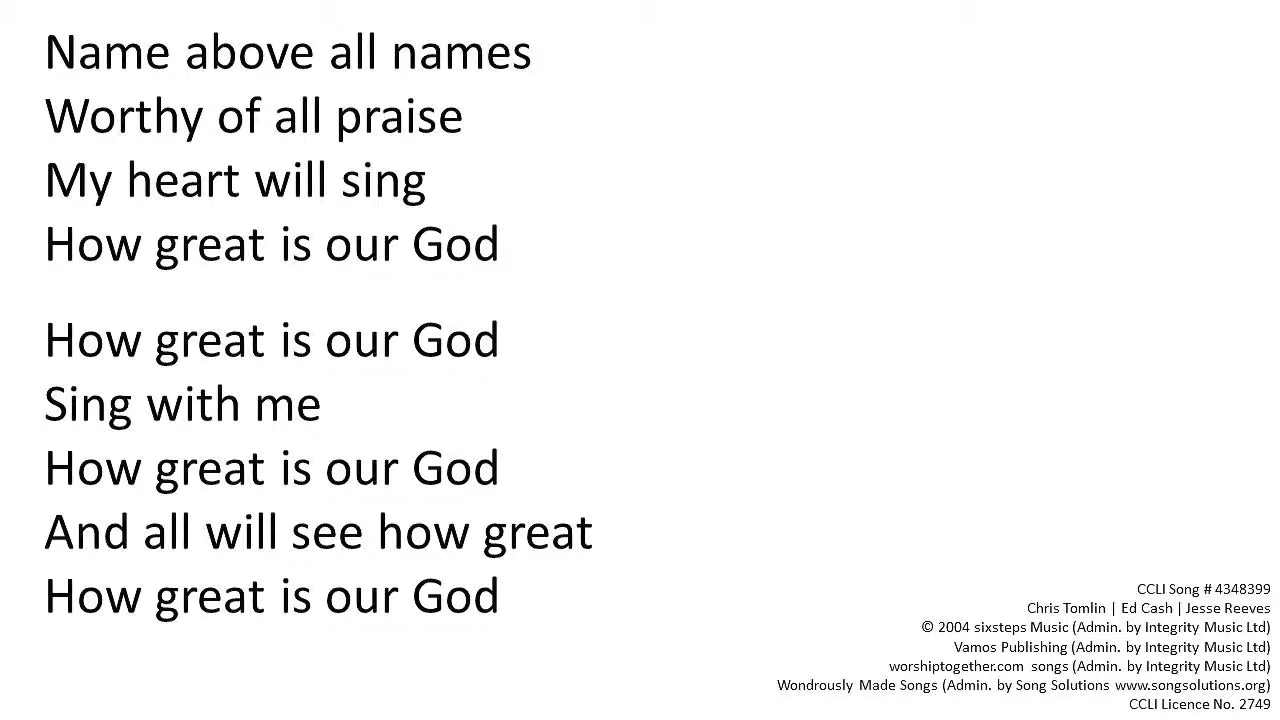 Name above all names
Worthy of all praise
My heart will sing
How great is our God
How great is our God
Sing with me
How great is our God
And all will see how great
How great is our God
CCLI Song # 4348399
Chris Tomlin | Ed Cash | Jesse Reeves
© 2004 sixsteps Music (Admin. by Integrity Music Ltd)
Vamos Publishing (Admin. by Integrity Music Ltd)
worshiptogether.com songs (Admin. by Integrity Music Ltd)
Wondrously Made Songs (Admin. by Song Solutions www.songsolutions.org)
CCLI Licence No. 2749